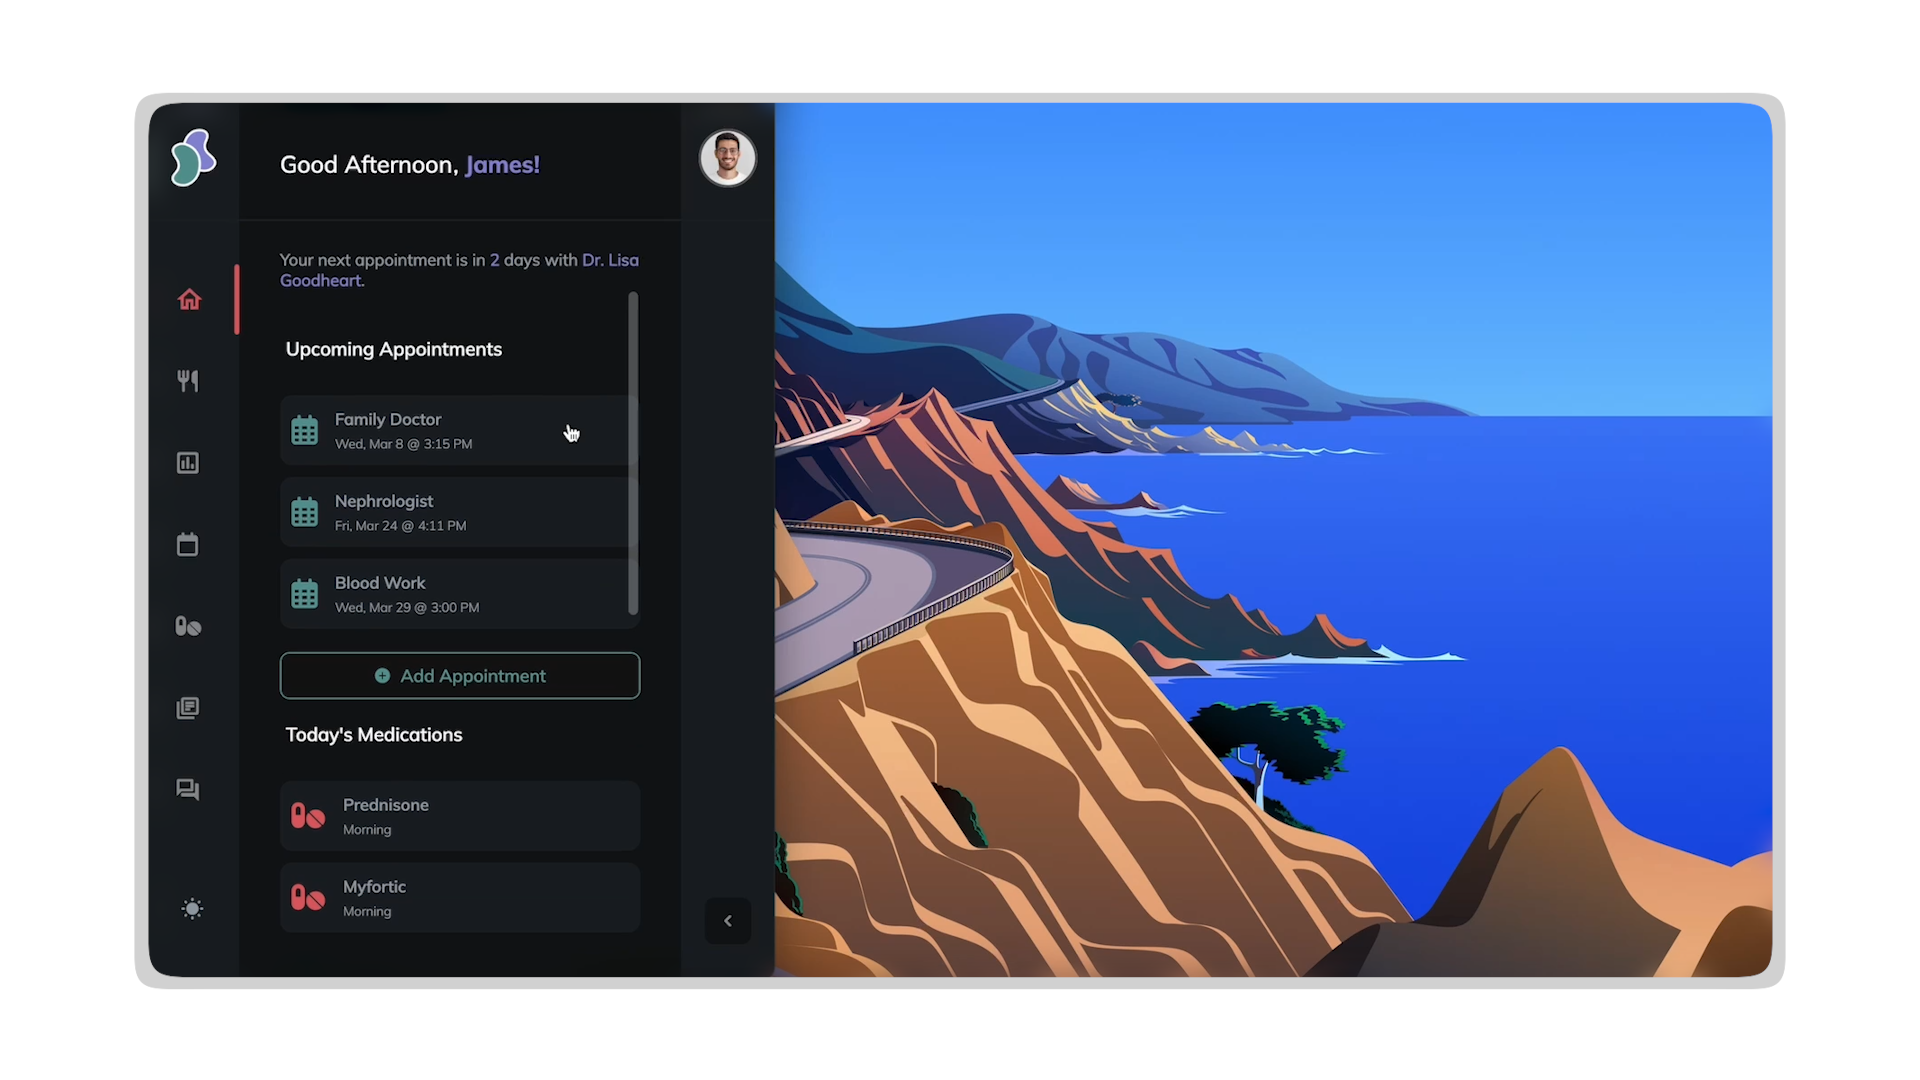 Good Afternoon, James!
Your next appointment is in 2 days with Dr. Lisa
Goodheart.
Upcoming Appointments
Family Doctor
Wed, Mar 8 @ 3:15 PM
Nephrologist
Fri, Mar 24 @ 4:11 PM
Blood Work
Wed, Mar 29 @ 3:00 PM
Add Appointment
Today's Medications
Prednisone
Morning
Myfortic
Morning